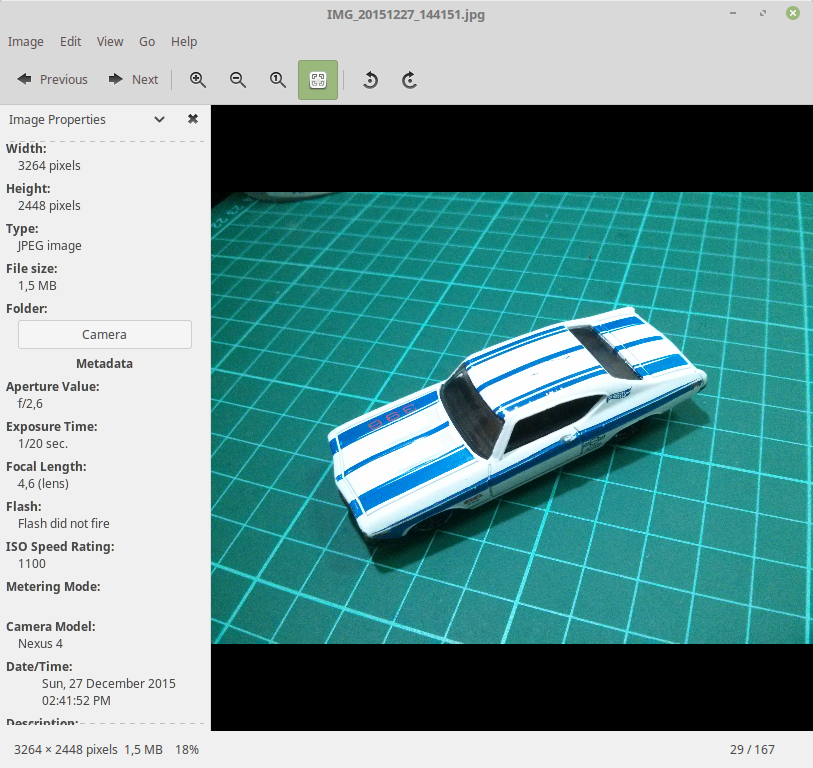 IMG_20151227_144151.jpg
Image Edit View Go Help
Previous Next
Image Properties
Width:
3264 pixels
Height:
2448 pixels
Type:
JPEG image
File size:
1,5 MB
Folder:
Camera
Metadata
Aperture Value:
f/2,6
Exposure Time:
1/20 sec.
Focal Length:
4,6 (lens)
Flash:
Flash did not fire
ISO Speed Rating:
1100
Metering Mode:
Camera Model:
Nexus 4
Date/Time:
Sun, 27 December 2015
02:41:52 PM
Description:
3264 × 2448 pixels 1,5 MB 18%
29 / 167